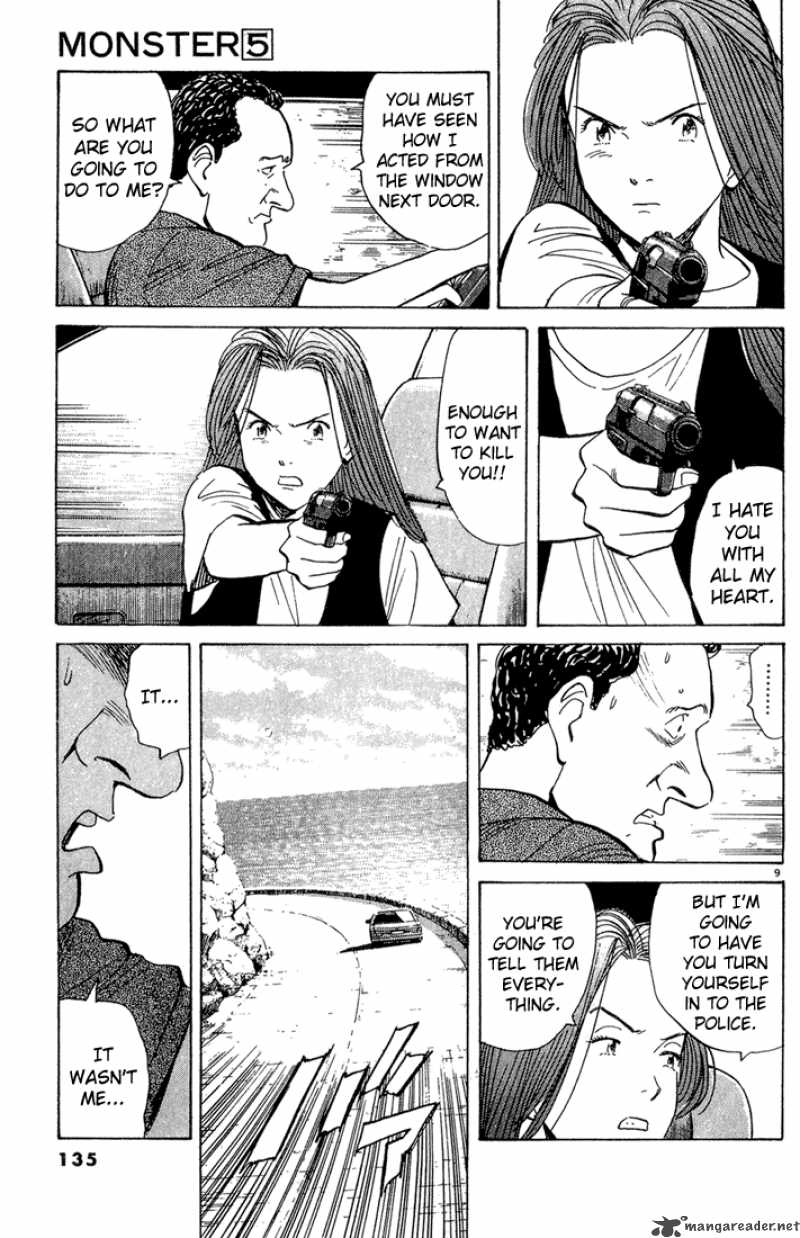 MONSTER 5
YOU MUST
HAVE SEEN
HOW I
ACTED FROM
THE WINDOW
NEXT DOOR.
SO WHAT
ARE YOU
GOING TO
DO TO ME?
I HATE
YOU
WITH
ALL MY
HEART.
ENOUGH
TO WANT
TO KILL
YOU!!
.........
9
BUT I'M
GOING
TO HAVE
YOU TURN
YOURSELF
IN TO THE
POLICE.
YOU'RE
GOING TO
TELL THEM
EVERY-
THING.
IT...
IT
WASN'T
ME...
135
mangareader.net